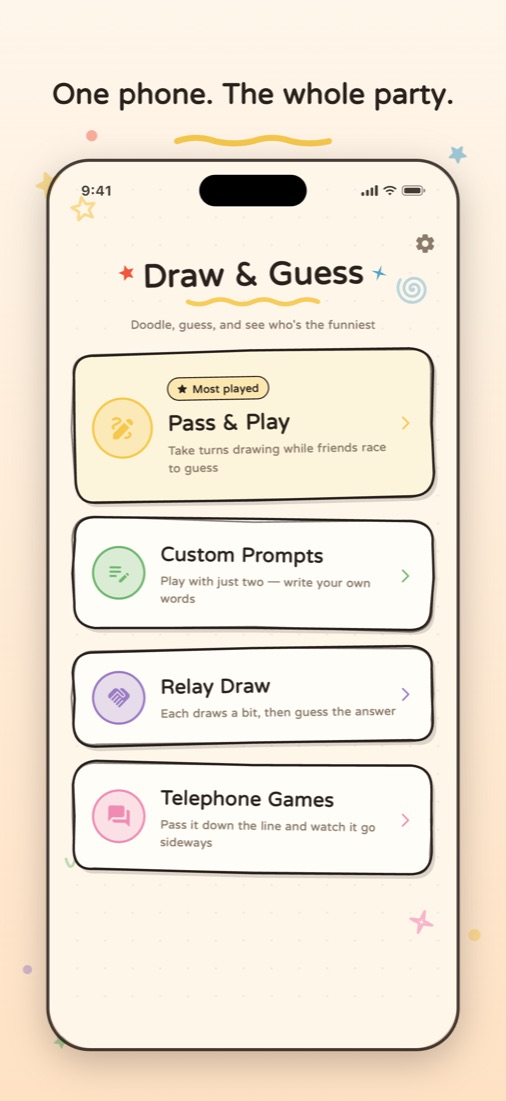 One phone. The whole party.
9:41
Draw & Guess
Doodle, guess, and see who's the funniest
Most played
Pass & Play
Take turns drawing while friends race
to guess
Custom Prompts
Play with just two — write your own
words
Relay Draw
Each draws a bit, then guess the answer
Telephone Games
Pass it down the line and watch it go
sideways